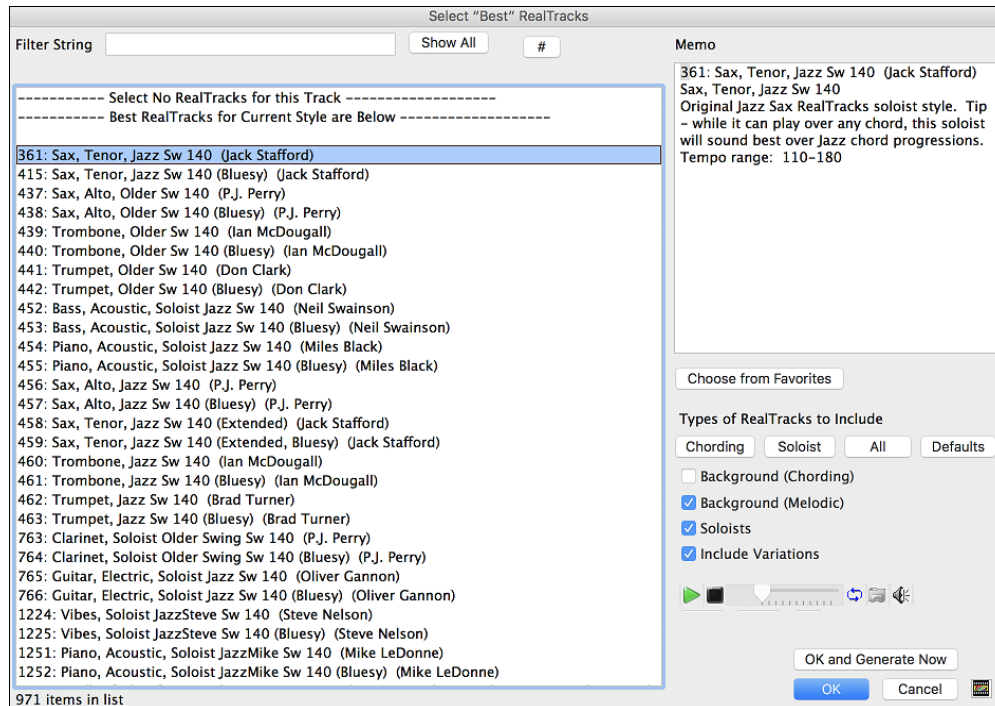 Select "Best" RealTracks
Filter String
Show All
#
Memo
----------- Select No RealTracks for this Track -------------------
----------- Best RealTracks for Current Style are Below -------------------
361: Sax, Tenor, Jazz Sw 140 (Jack Stafford)
415: Sax, Tenor, Jazz Sw 140 (Bluesy) (Jack Stafford)
437: Sax, Alto, Older Sw 140 (P.J. Perry)
438: Sax, Alto, Older Sw 140 (Bluesy) (P.J. Perry)
439: Trombone, Older Sw 140 (Ian McDougall)
440: Trombone, Older Sw 140 (Bluesy) (Ian McDougall)
441: Trumpet, Older Sw 140 (Don Clark)
442: Trumpet, Older Sw 140 (Bluesy) (Don Clark)
452: Bass, Acoustic, Soloist Jazz Sw 140 (Neil Swainson)
453: Bass, Acoustic, Soloist Jazz Sw 140 (Bluesy) (Neil Swainson)
454: Piano, Acoustic, Soloist Jazz Sw 140 (Miles Black)
455: Piano, Acoustic, Soloist Jazz Sw 140 (Bluesy) (Miles Black)
456: Sax, Alto, Jazz Sw 140 (P.J. Perry)
457: Sax, Alto, Jazz Sw 140 (Bluesy) (P.J. Perry)
458: Sax, Tenor, Jazz Sw 140 (Extended) (Jack Stafford)
459: Sax, Tenor, Jazz Sw 140 (Extended, Bluesy) (Jack Stafford)
460: Trombone, Jazz Sw 140 (Ian McDougall)
461: Trombone, Jazz Sw 140 (Bluesy) (Ian McDougall)
462: Trumpet, Jazz Sw 140 (Brad Turner)
463: Trumpet, Jazz Sw 140 (Bluesy) (Brad Turner)
763: Clarinet, Soloist Older Swing Sw 140 (P.J. Perry)
764: Clarinet, Soloist Older Swing Sw 140 (Bluesy) (P.J. Perry)
765: Guitar, Electric, Soloist Jazz Sw 140 (Oliver Gannon)
766: Guitar, Electric, Soloist Jazz Sw 140 (Bluesy) (Oliver Gannon)
1224: Vibes, Soloist JazzSteve Sw 140 (Steve Nelson)
1225: Vibes, Soloist JazzSteve Sw 140 (Bluesy) (Steve Nelson)
1251: Piano, Acoustic, Soloist JazzMike Sw 140 (Mike LeDonne)
1252: Piano, Acoustic, Soloist JazzMike Sw 140 (Bluesy) (Mike LeDonne)
971 items in list
361: Sax, Tenor, Jazz Sw 140 (Jack Stafford)
Sax, Tenor, Jazz Sw 140
Original Jazz Sax RealTracks soloist style. Tip
- while it can play over any chord, this soloist
will sound best over Jazz chord progressions.
Tempo range: 110-180
Choose from Favorites
Types of RealTracks to Include
Chording
Soloist
All
Defaults
Background (Chording)
Background (Melodic)
Soloists
Include Variations
OK and Generate Now
OK
Cancel